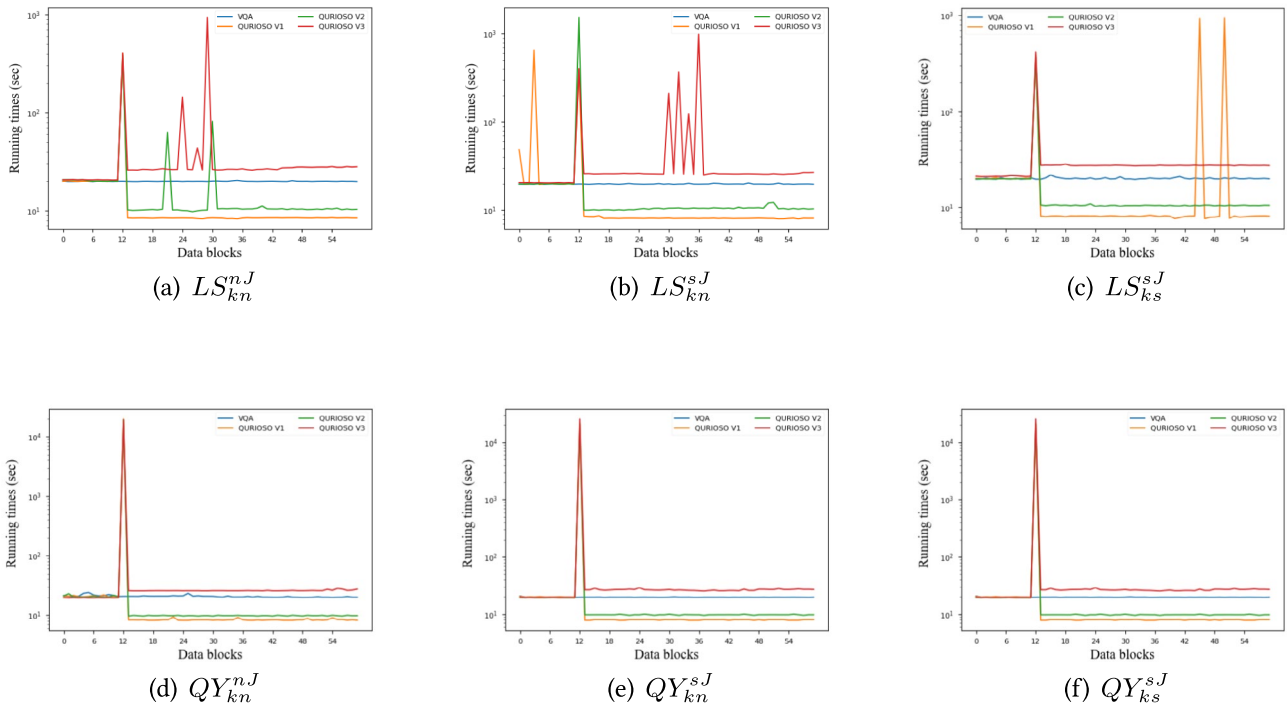 VQA QURIOSO V2
QURIOSO V1 QURIOSO V3
10³
10²
10¹
Running times (sec)
0 6 12 18 24 30 36 42 48 54
Data blocks
(a) LS_{kn}^{nJ}
VQA QURIOSO V2
QURIOSO V1 QURIOSO V3
10³
10²
10¹
Running times (sec)
0 6 12 18 24 30 36 42 48 54
Data blocks
(b) LS_{kn}^{sJ}
VQA QURIOSO V2
QURIOSO V1 QURIOSO V3
10³
10²
10¹
Running times (sec)
0 6 12 18 24 30 36 42 48 54
Data blocks
(c) LS_{ks}^{sJ}
VQA QURIOSO V2
QURIOSO V1 QURIOSO V3
10⁴
10³
10²
10¹
Running times (sec)
0 6 12 18 24 30 36 42 48 54
Data blocks
(d) QY_{kn}^{nJ}
VQA QURIOSO V2
QURIOSO V1 QURIOSO V3
10⁴
10³
10²
10¹
Running times (sec)
0 6 12 18 24 30 36 42 48 54
Data blocks
(e) QY_{kn}^{sJ}
VQA QURIOSO V2
QURIOSO V1 QURIOSO V3
10⁴
10³
10²
10¹
Running times (sec)
0 6 12 18 24 30 36 42 48 54
Data blocks
(f) QY_{ks}^{sJ}